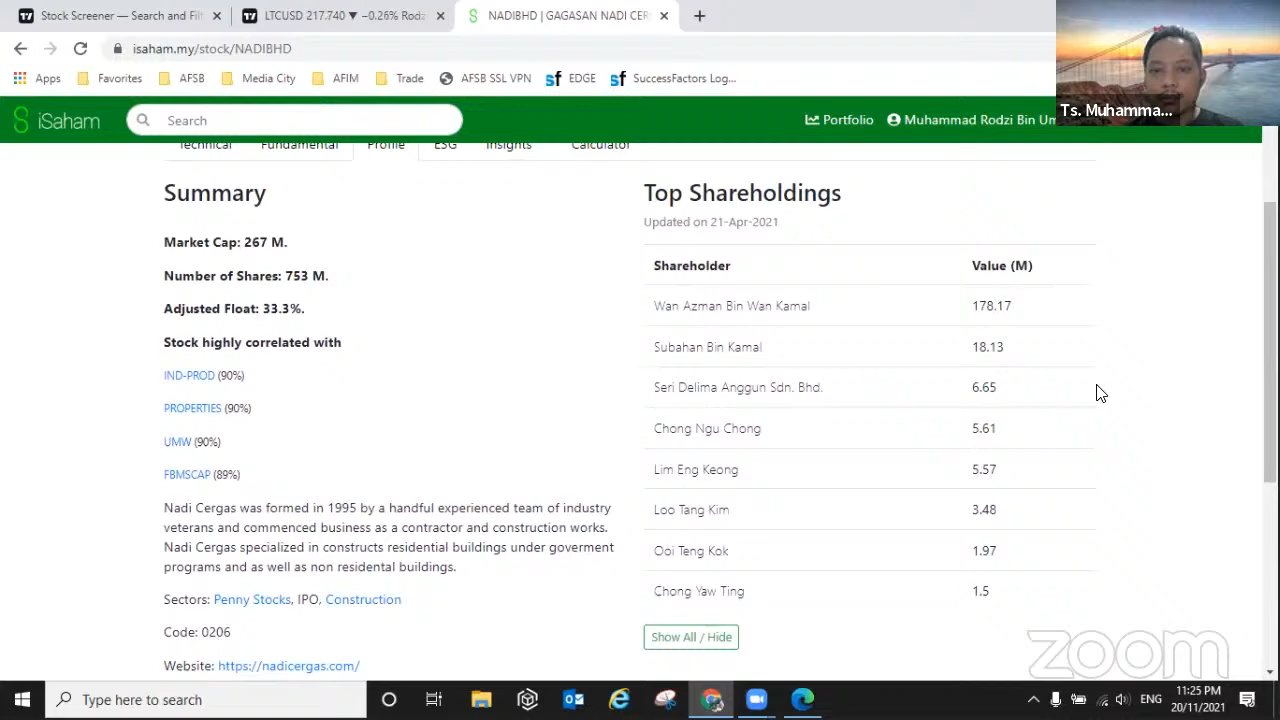 Stock Screener — Search and Filt
LTCUSD 217.740 ▼ −0.26% Roda
NADIBHD | GAGASAN NADI CER
isaham.my/stock/NADIBHD
Apps
Favorites
AFSB
Media City
AFIM
Trade
AFSB SSL VPN
EDGE
SuccessFactors Log...
Ts. Muhamma...
iSaham
Search
Portfolio
Muhammad Rodzi Bin Um
Technical
Fundamental
Profile
ESG
Insights
Calculator
Summary
Market Cap: 267 M.
Number of Shares: 753 M.
Adjusted Float: 33.3%.
Stock highly correlated with
IND-PROD (90%)
PROPERTIES (90%)
UMW (90%)
FBMSCAP (89%)
Nadi Cergas was formed in 1995 by a handful experienced team of industry
veterans and commenced business as a contractor and construction works.
Nadi Cergas specialized in constructs residential buildings under goverment
programs and as well as non residential buildings.
Sectors: Penny Stocks, IPO, Construction
Code: 0206
Website: https://nadicergas.com/
Top Shareholdings
Updated on 21-Apr-2021
Shareholder Value (M)
Wan Azman Bin Wan Kamal 178.17
Subahan Bin Kamal 18.13
Seri Delima Anggun Sdn. Bhd. 6.65
Chong Ngu Chong 5.61
Lim Eng Keong 5.57
Loo Tang Kim 3.48
Ooi Teng Kok 1.97
Chong Yaw Ting 1.5
Show All / Hide
zoom
Type here to search
ENG
11:25 PM
20/11/2021